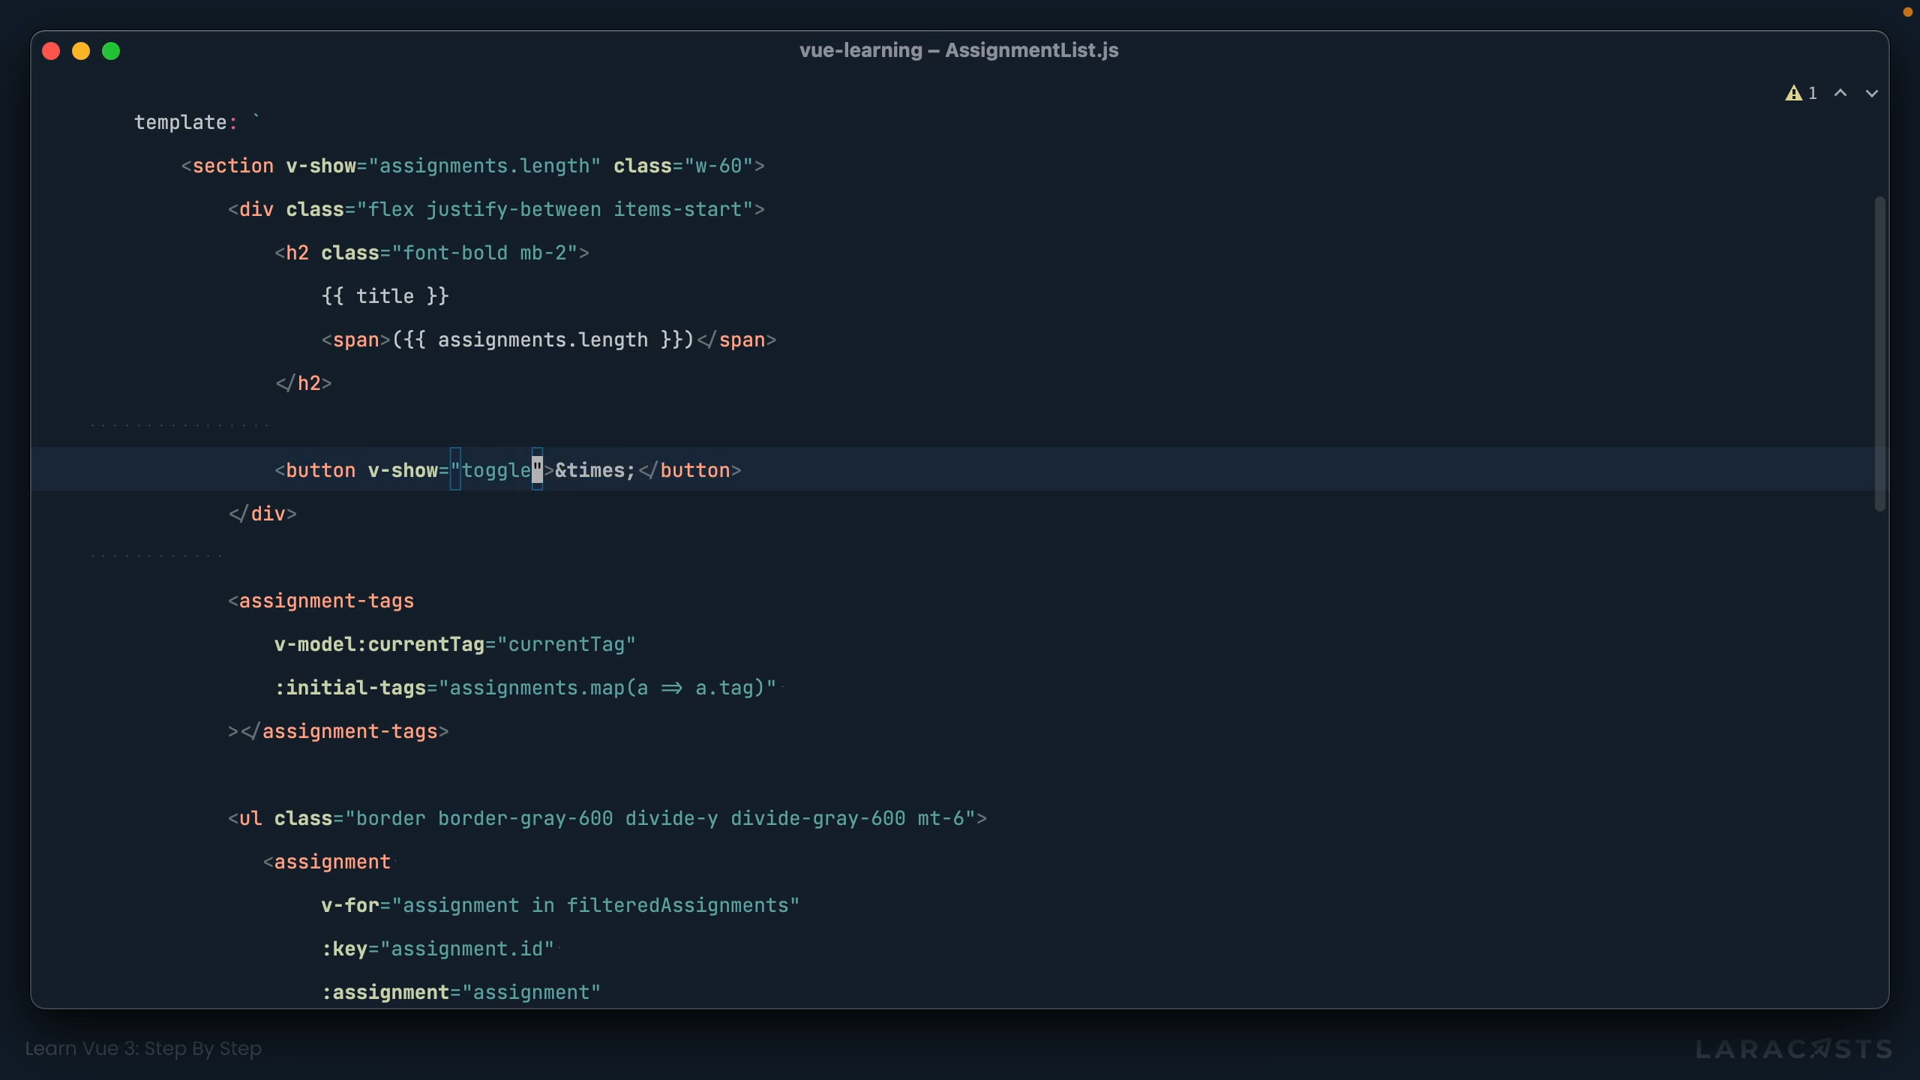 vue-learning – AssignmentList.js
1
template: `
<section v-show="assignments.length" class="w-60">
<div class="flex justify-between items-start">
<h2 class="font-bold mb-2">
{{ title }}
<span>({{ assignments.length }})</span>
</h2>
<button v-show="toggle">&times;</button>
</div>
<assignment-tags
v-model:currentTag="currentTag"
:initial-tags="assignments.map(a => a.tag)"
></assignment-tags>
<ul class="border border-gray-600 divide-y divide-gray-600 mt-6">
<assignment
v-for="assignment in filteredAssignments"
:key="assignment.id"
:assignment="assignment"
Learn Vue 3: Step By Step
LARACASTS